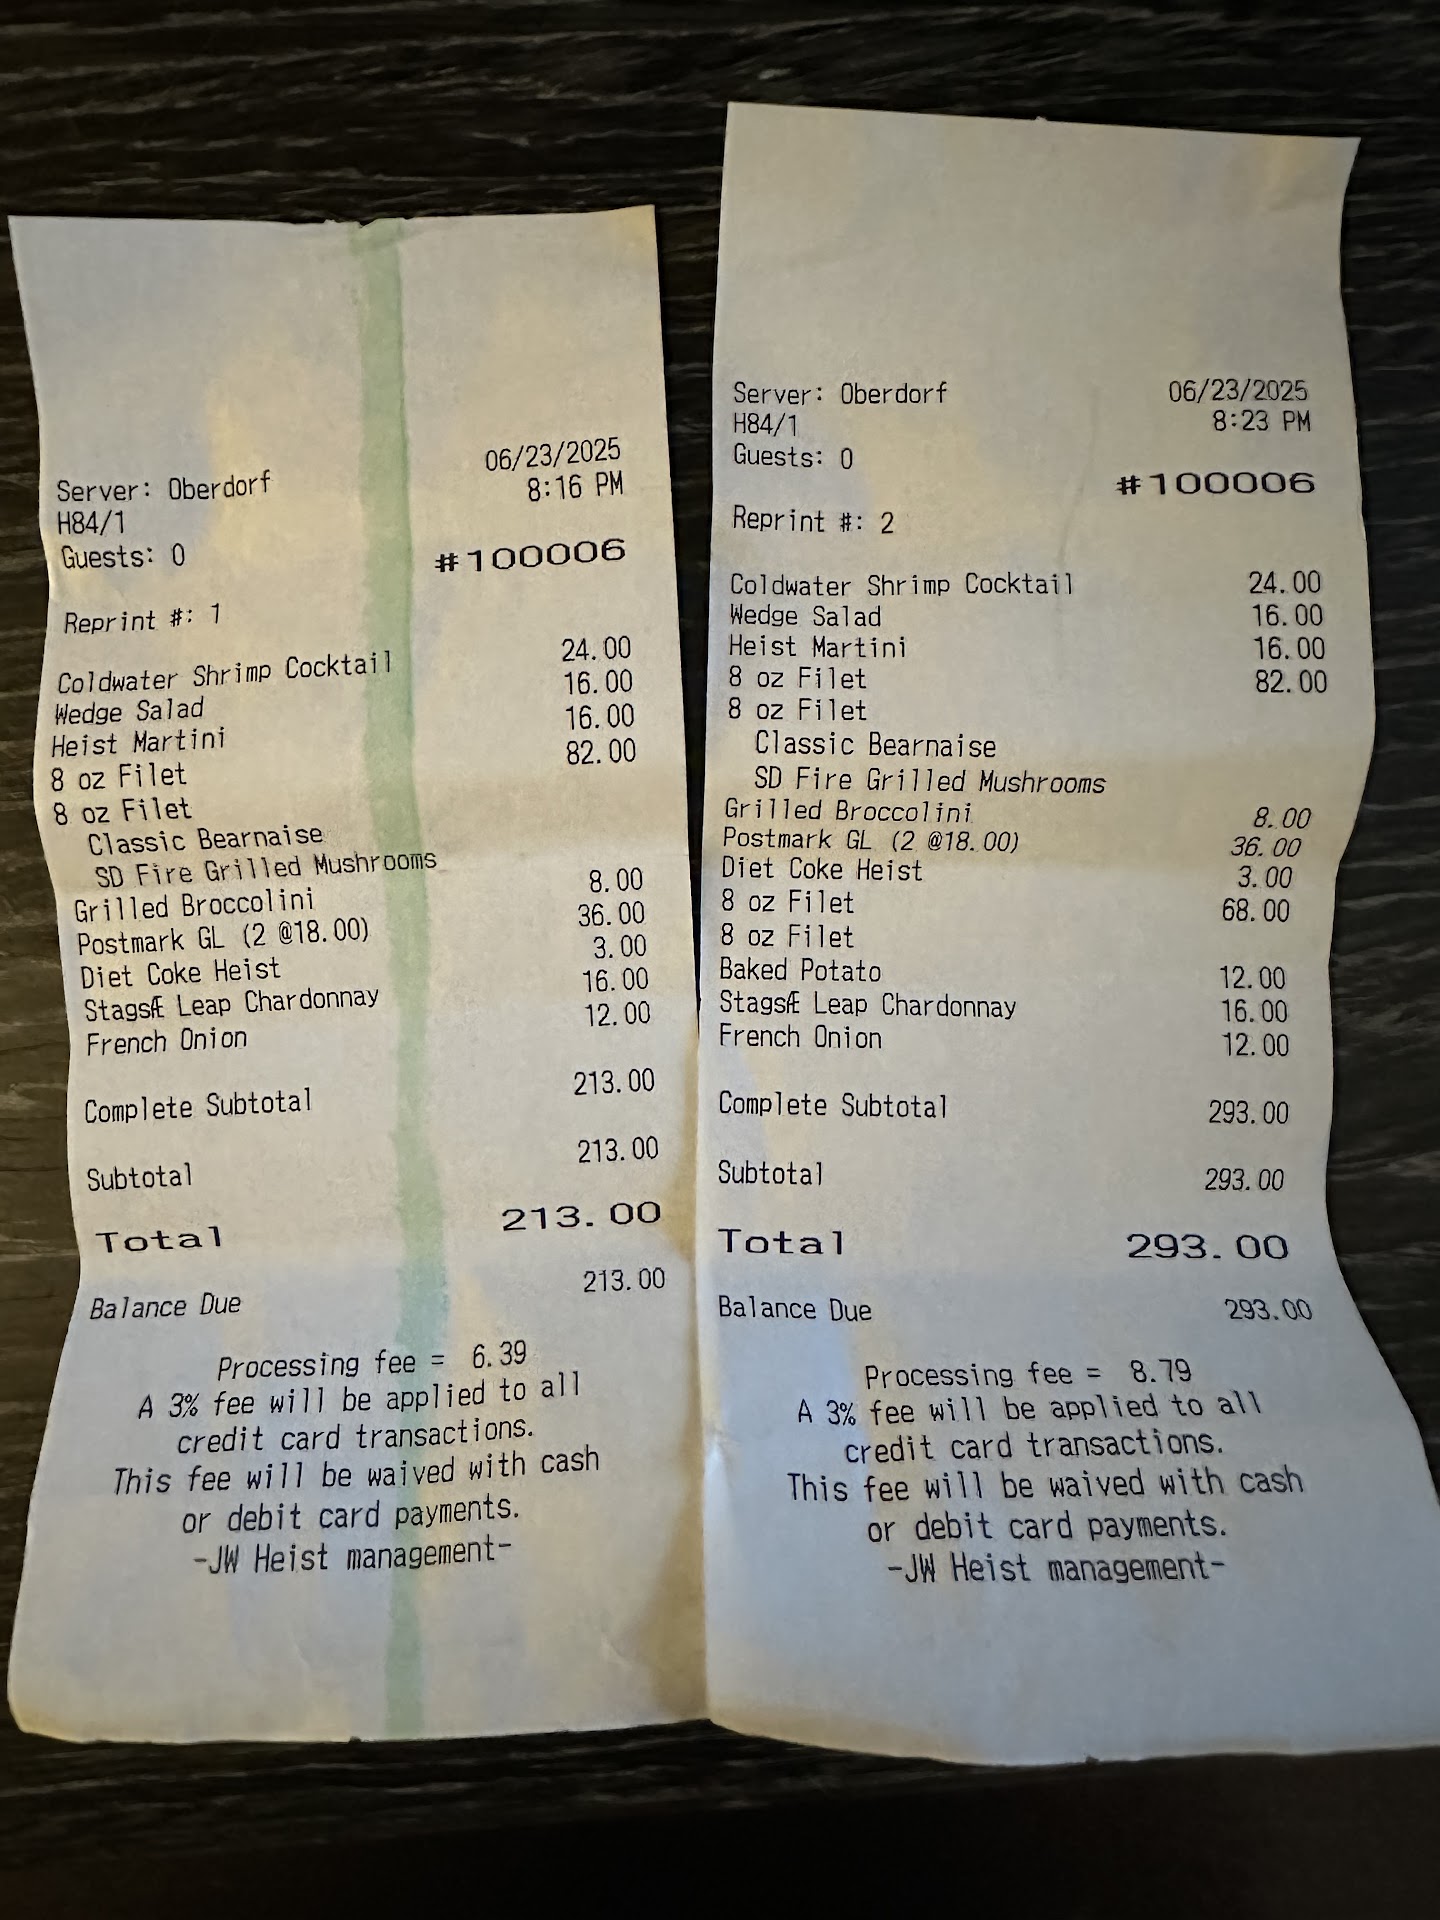 Server: Oberdorf 06/23/2025
H84/1 8:16 PM
Guests: 0
#100006
Reprint #: 1
Coldwater Shrimp Cocktail 24.00
Wedge Salad 16.00
Heist Martini 16.00
8 oz Filet 82.00
8 oz Filet
Classic Bearnaise
SD Fire Grilled Mushrooms
Grilled Broccolini 8.00
Postmark GL (2 @18.00) 36.00
Diet Coke Heist 3.00
StagsÆ Leap Chardonnay 16.00
French Onion 12.00
Complete Subtotal 213.00
Subtotal 213.00
Total 213.00
Balance Due 213.00
Processing fee = 6.39
A 3% fee will be applied to all
credit card transactions.
This fee will be waived with cash
or debit card payments.
-JW Heist management-
Server: Oberdorf 06/23/2025
H84/1 8:23 PM
Guests: 0
#100006
Reprint #: 2
Coldwater Shrimp Cocktail 24.00
Wedge Salad 16.00
Heist Martini 16.00
8 oz Filet 82.00
8 oz Filet
Classic Bearnaise
SD Fire Grilled Mushrooms
Grilled Broccolini 8.00
Postmark GL (2 @18.00) 36.00
Diet Coke Heist 3.00
8 oz Filet 68.00
8 oz Filet
Baked Potato 12.00
StagsÆ Leap Chardonnay 16.00
French Onion 12.00
Complete Subtotal 293.00
Subtotal 293.00
Total 293.00
Balance Due 293.00
Processing fee = 8.79
A 3% fee will be applied to all
credit card transactions.
This fee will be waived with cash
or debit card payments.
-JW Heist management-